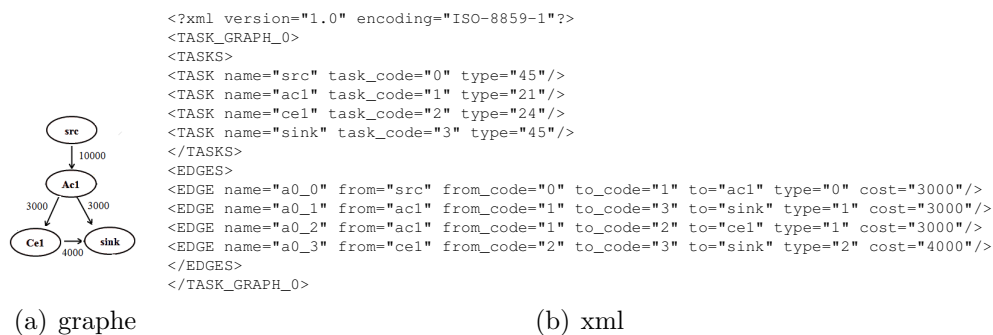 src
10000
Ac1
3000 3000
Ce1 sink
4000
(a) graphe
<?xml version="1.0" encoding="ISO-8859-1"?>
<TASK_GRAPH_0>
<TASKS>
<TASK name="src" task_code="0" type="45"/>
<TASK name="ac1" task_code="1" type="21"/>
<TASK name="ce1" task_code="2" type="24"/>
<TASK name="sink" task_code="3" type="45"/>
</TASKS>
<EDGES>
<EDGE name="a0_0" from="src" from_code="0" to_code="1" to="ac1" type="0" cost="3000"/>
<EDGE name="a0_1" from="ac1" from_code="1" to_code="3" to="sink" type="1" cost="3000"/>
<EDGE name="a0_2" from="ac1" from_code="1" to_code="2" to="ce1" type="1" cost="3000"/>
<EDGE name="a0_3" from="ce1" from_code="2" to_code="3" to="sink" type="2" cost="4000"/>
</EDGES>
</TASK_GRAPH_0>
(b) xml